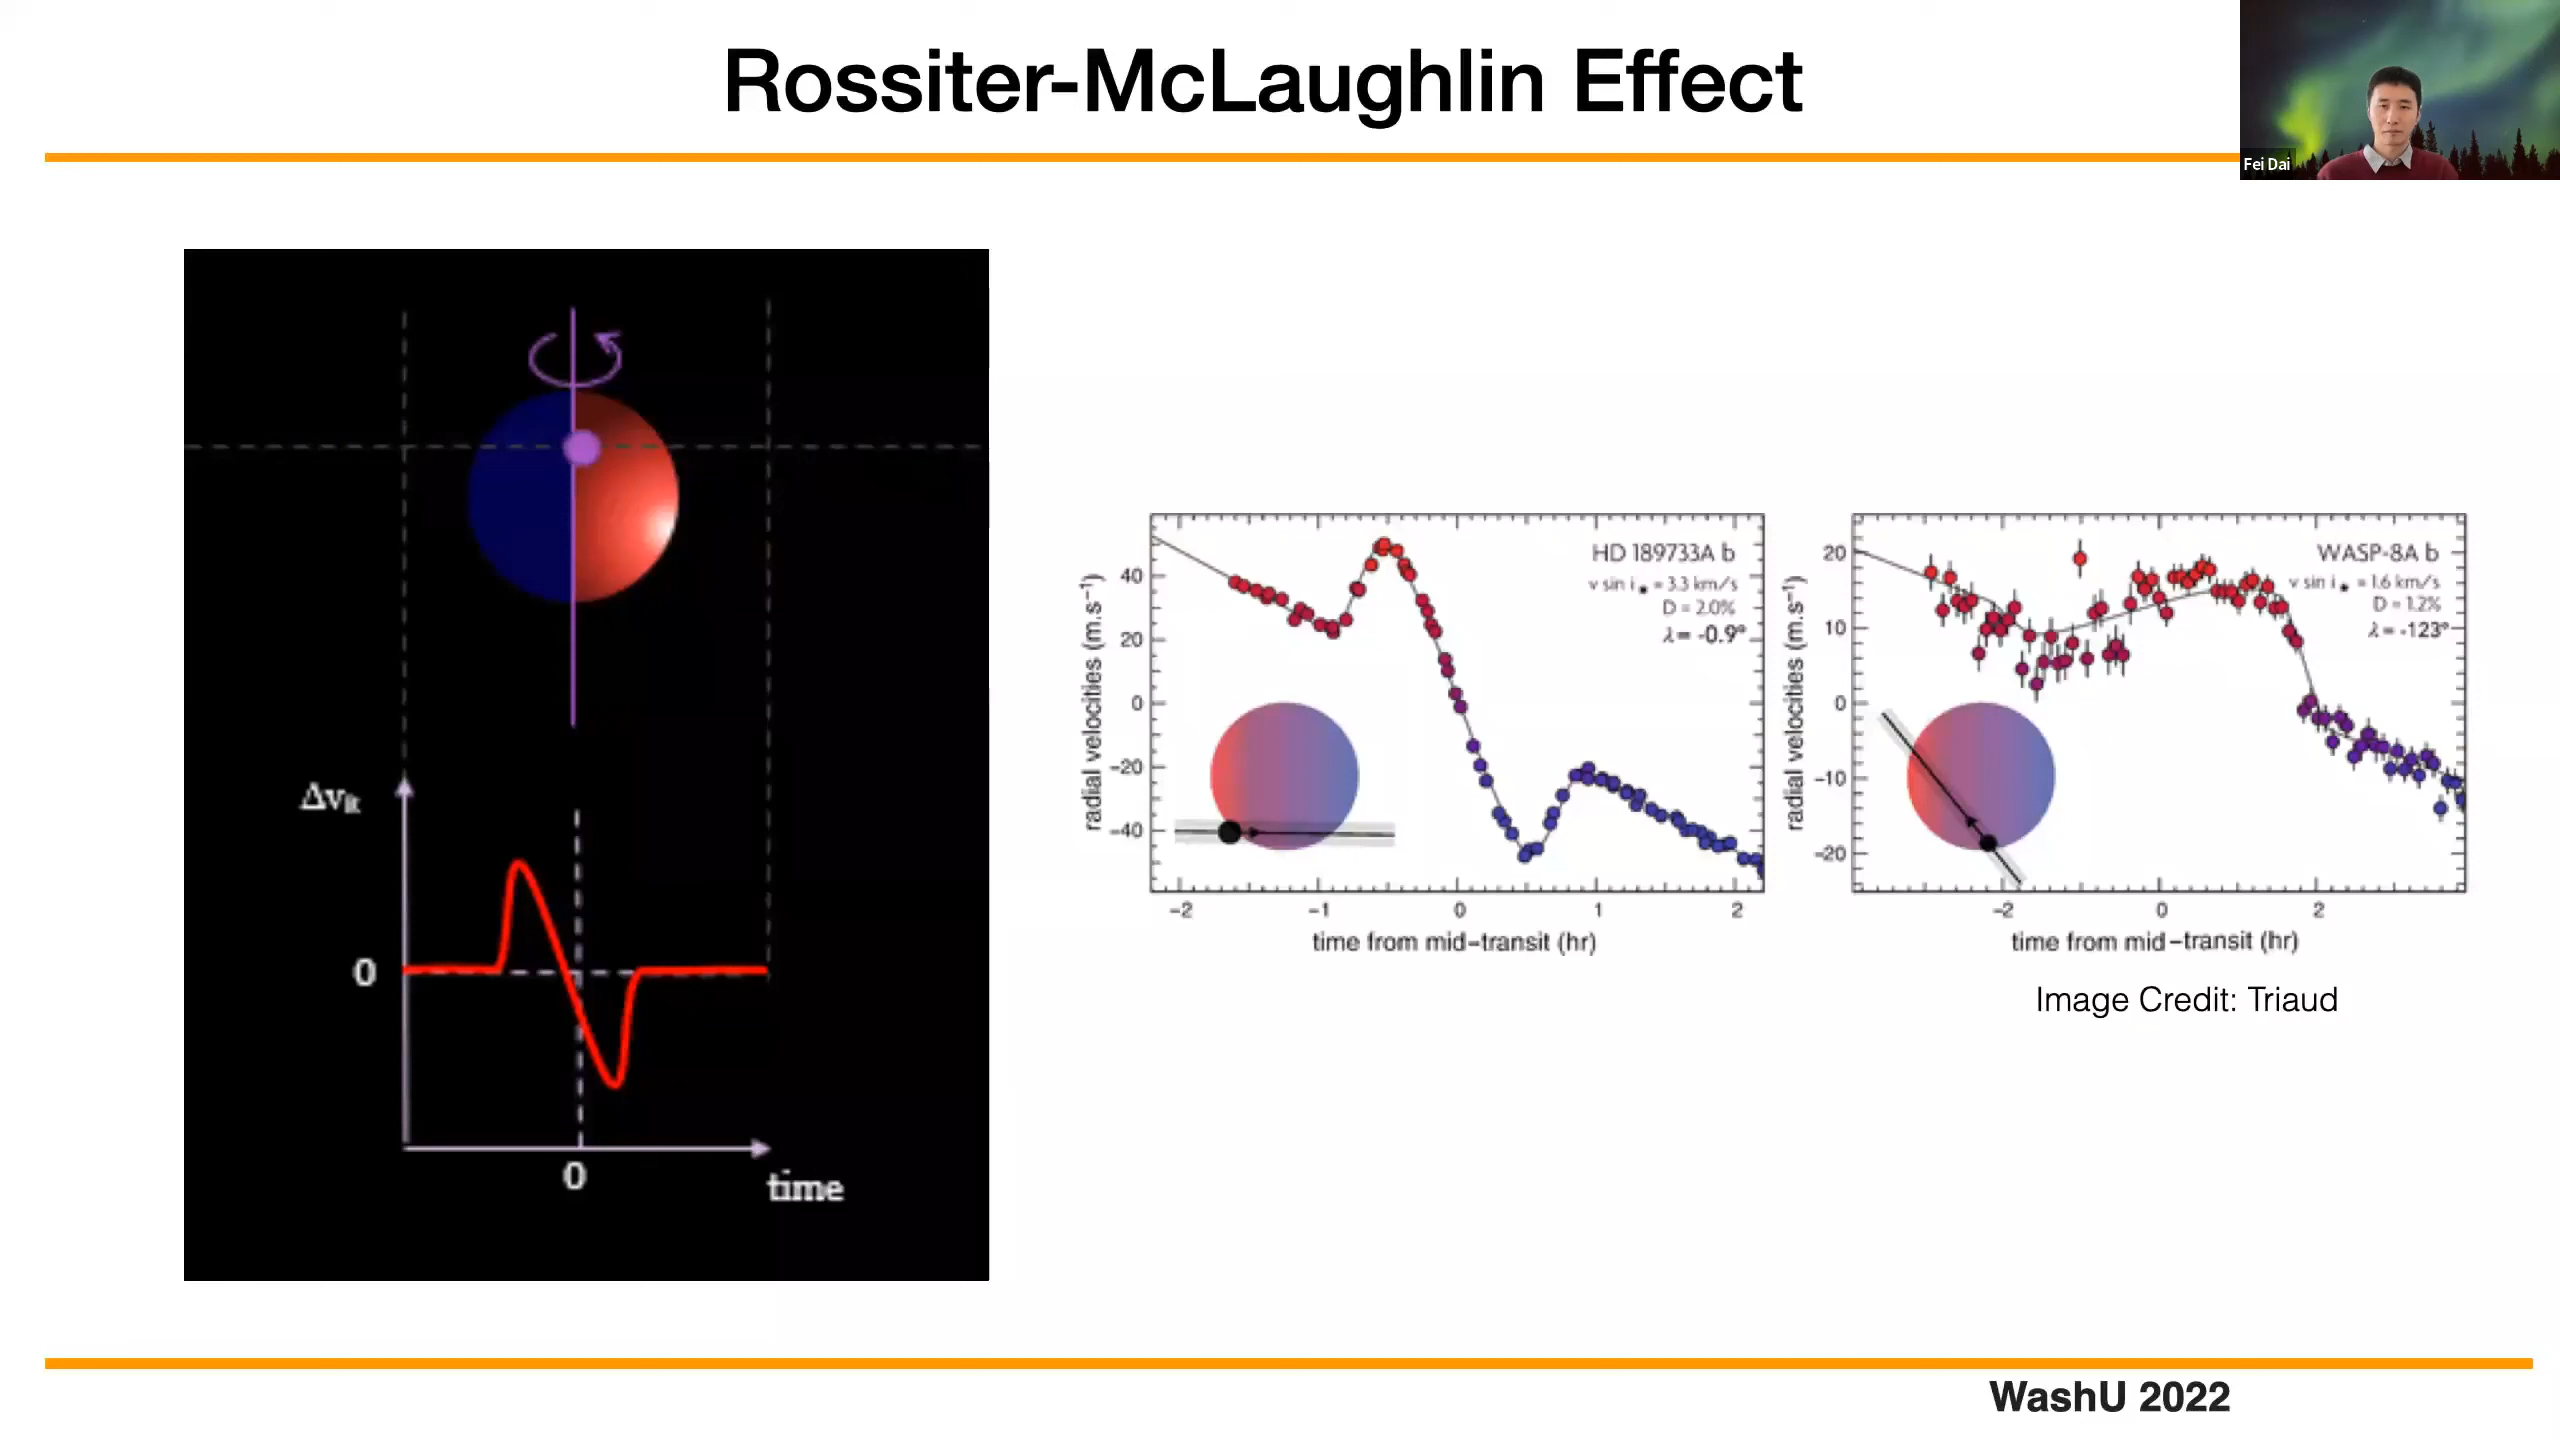 Rossiter-McLaughlin Effect
Fei Dai
0
0
time
HD 189733A b
v sin i⋆ = 3.3 km/s
D = 2.0%
λ = -0.9°
radial velocities (m.s⁻¹)
40
20
0
−20
−40
−2 −1 0 1 2
time from mid−transit (hr)
WASP-8A b
v sin i⋆ = 1.6 km/s
D = 1.2%
λ = -123°
radial velocities (m.s⁻¹)
20
10
0
−10
−20
−2 0 2
time from mid−transit (hr)
Image Credit: Triaud
WashU 2022